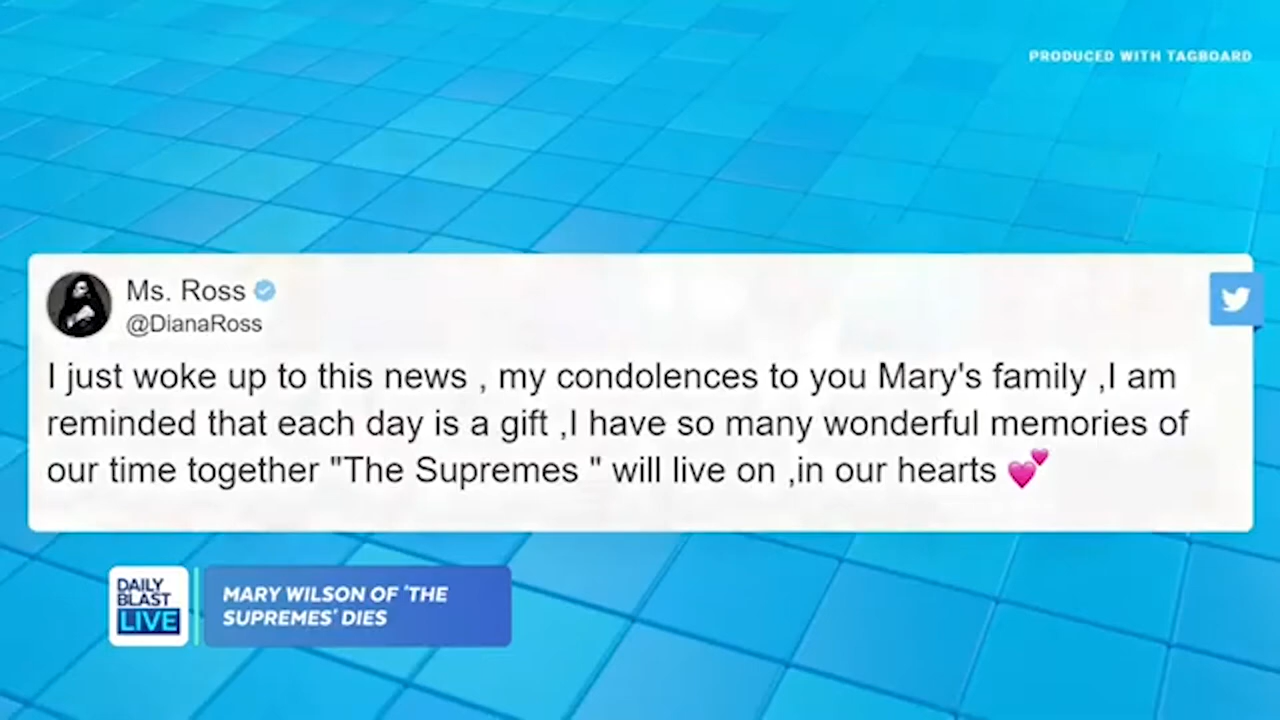 PRODUCED WITH TAGBOARD
Ms. Ross
@DianaRoss
I just woke up to this news , my condolences to you Mary's family ,I am
reminded that each day is a gift ,I have so many wonderful memories of
our time together "The Supremes " will live on ,in our hearts 💕
DAILY
BLAST
LIVE
MARY WILSON OF 'THE
SUPREMES' DIES